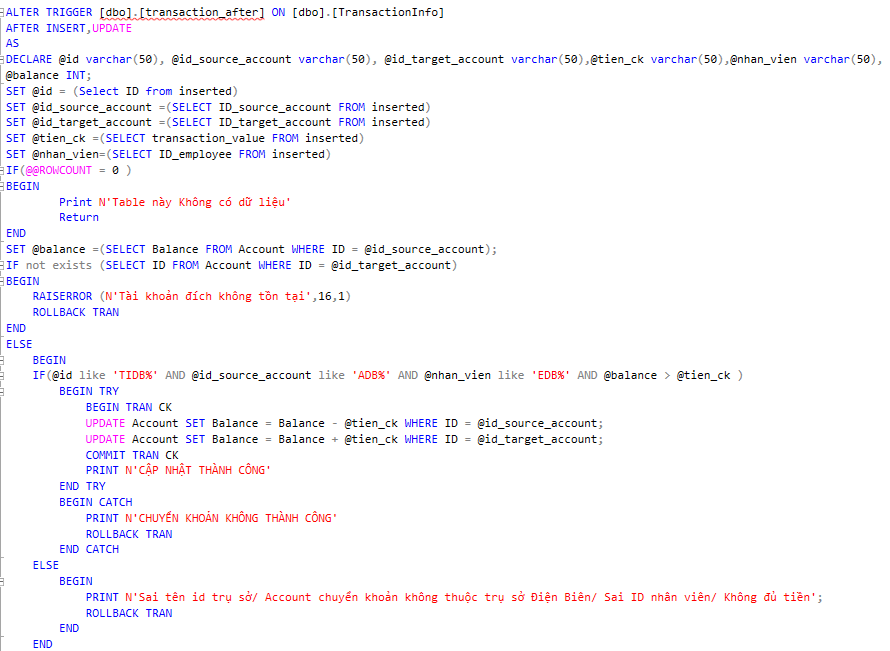 ALTER TRIGGER [dbo].[transaction_after] ON [dbo].[TransactionInfo]
AFTER INSERT,UPDATE
AS
DECLARE @id varchar(50), @id_source_account varchar(50), @id_target_account varchar(50),@tien_ck varchar(50),@nhan_vien varchar(50),
@balance INT;
SET @id = (Select ID from inserted)
SET @id_source_account =(SELECT ID_source_account FROM inserted)
SET @id_target_account =(SELECT ID_target_account FROM inserted)
SET @tien_ck =(SELECT transaction_value FROM inserted)
SET @nhan_vien=(SELECT ID_employee FROM inserted)
IF(@@ROWCOUNT = 0 )
BEGIN
Print N'Table này Không có dữ liệu'
Return
END
SET @balance =(SELECT Balance FROM Account WHERE ID = @id_source_account);
IF not exists (SELECT ID FROM Account WHERE ID = @id_target_account)
BEGIN
RAISERROR (N'Tài khoản đích không tồn tại',16,1)
ROLLBACK TRAN
END
ELSE
BEGIN
IF(@id like 'TIDB%' AND @id_source_account like 'ADB%' AND @nhan_vien like 'EDB%' AND @balance > @tien_ck )
BEGIN TRY
BEGIN TRAN CK
UPDATE Account SET Balance = Balance - @tien_ck WHERE ID = @id_source_account;
UPDATE Account SET Balance = Balance + @tien_ck WHERE ID = @id_target_account;
COMMIT TRAN CK
PRINT N'CẬP NHẬT THÀNH CÔNG'
END TRY
BEGIN CATCH
PRINT N'CHUYỂN KHOẢN KHÔNG THÀNH CÔNG'
ROLLBACK TRAN
END CATCH
ELSE
BEGIN
PRINT N'Sai tên id trụ sở/ Account chuyển khoản không thuộc trụ sở Điện Biên/ Sai ID nhân viên/ Không đủ tiền';
ROLLBACK TRAN
END
END